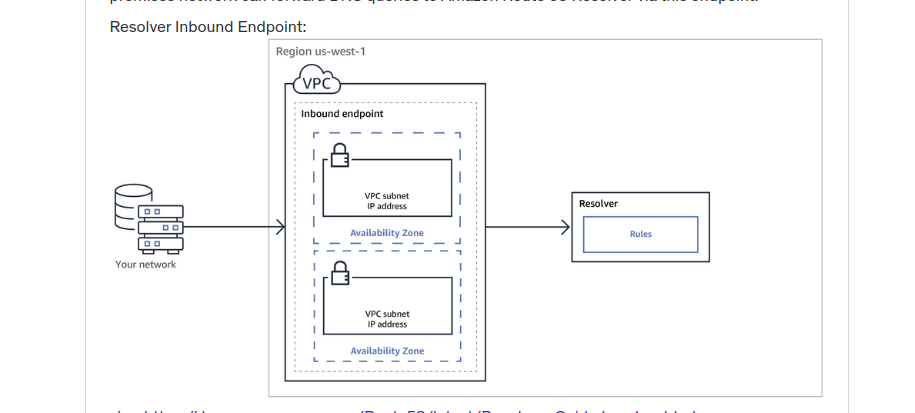 Resolver Inbound Endpoint:
Region us-west-1
VPC
Inbound endpoint
VPC subnet
IP address
Availability Zone
VPC subnet
IP address
Availability Zone
Your network
Resolver
Rules